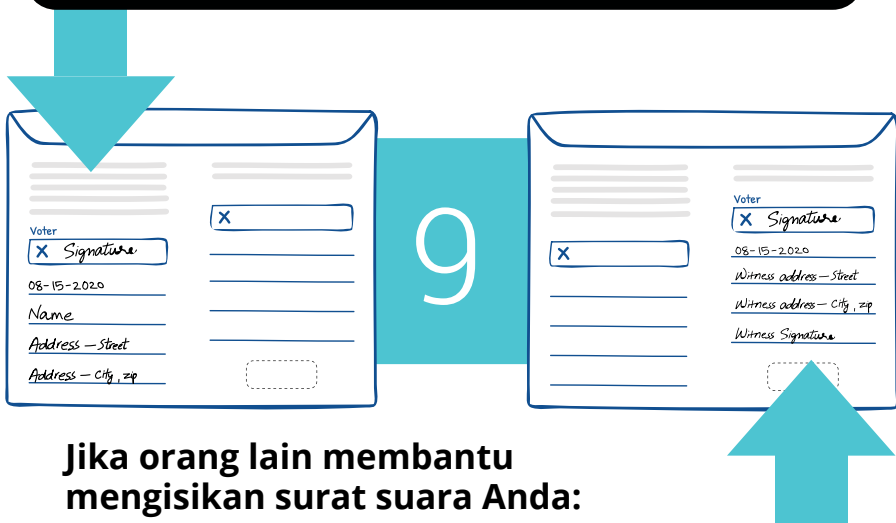 Voter
X Signature
08-15-2020
Name
Address – Street
Address – City, zip
X
9
X
Voter
X Signature
08-15-2020
Witness address – Street
Witness address – City, zip
Witness Signature
Jika orang lain membantu
mengisikan surat suara Anda: